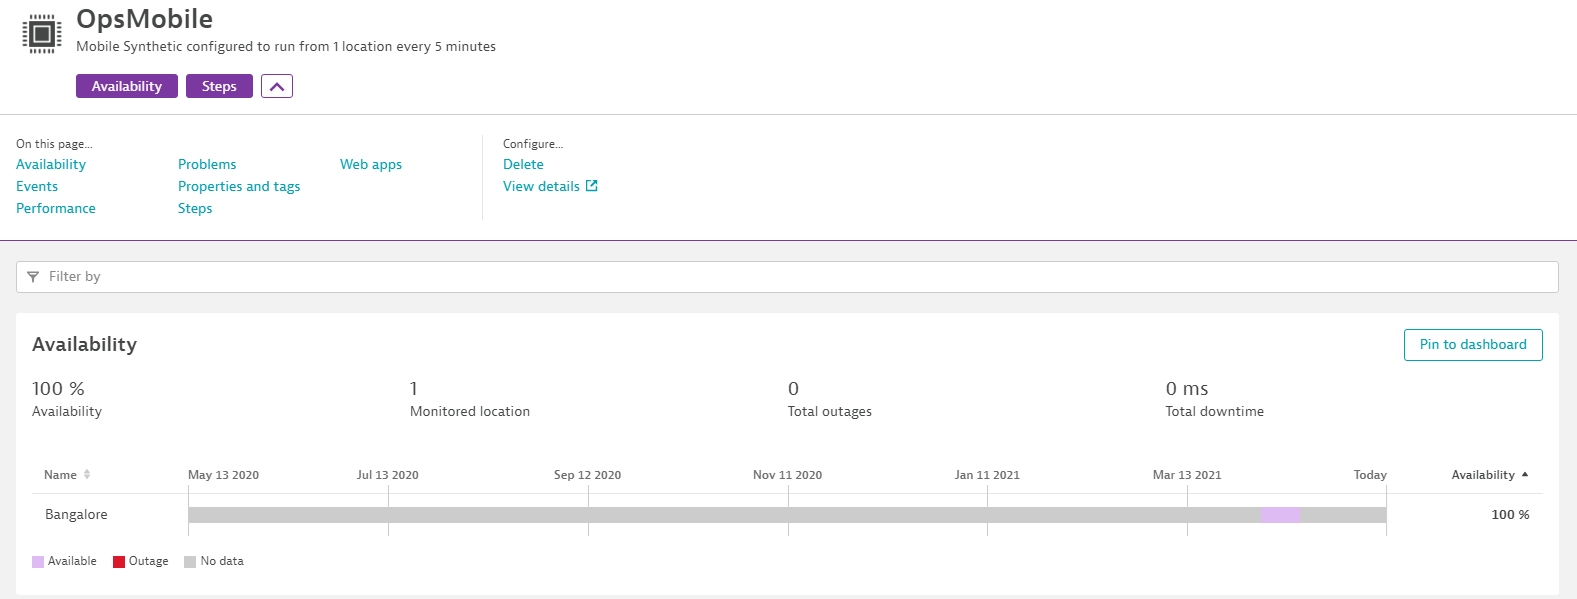 OpsMobile
Mobile Synthetic configured to run from 1 location every 5 minutes
Availability Steps
On this page...
Availability Problems Web apps
Events Properties and tags
Performance Steps
Configure...
Delete
View details
Filter by
Availability
Pin to dashboard
100 % 1 0 0 ms
Availability Monitored location Total outages Total downtime
Name May 13 2020 Jul 13 2020 Sep 12 2020 Nov 11 2020 Jan 11 2021 Mar 13 2021 Today Availability
Bangalore 100 %
Available Outage No data